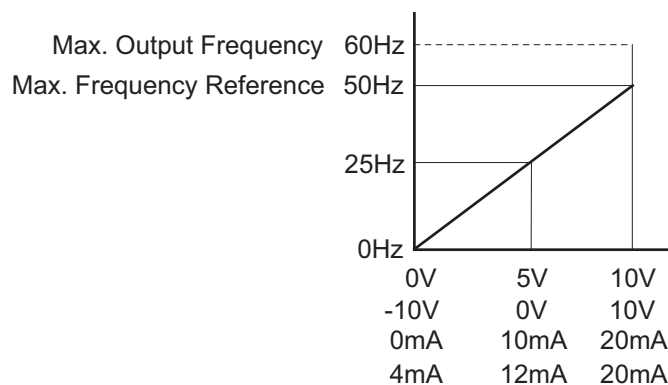 Max. Output Frequency 60Hz
Max. Frequency Reference 50Hz
25Hz
0Hz
0V 5V 10V
-10V 0V 10V
0mA 10mA 20mA
4mA 12mA 20mA